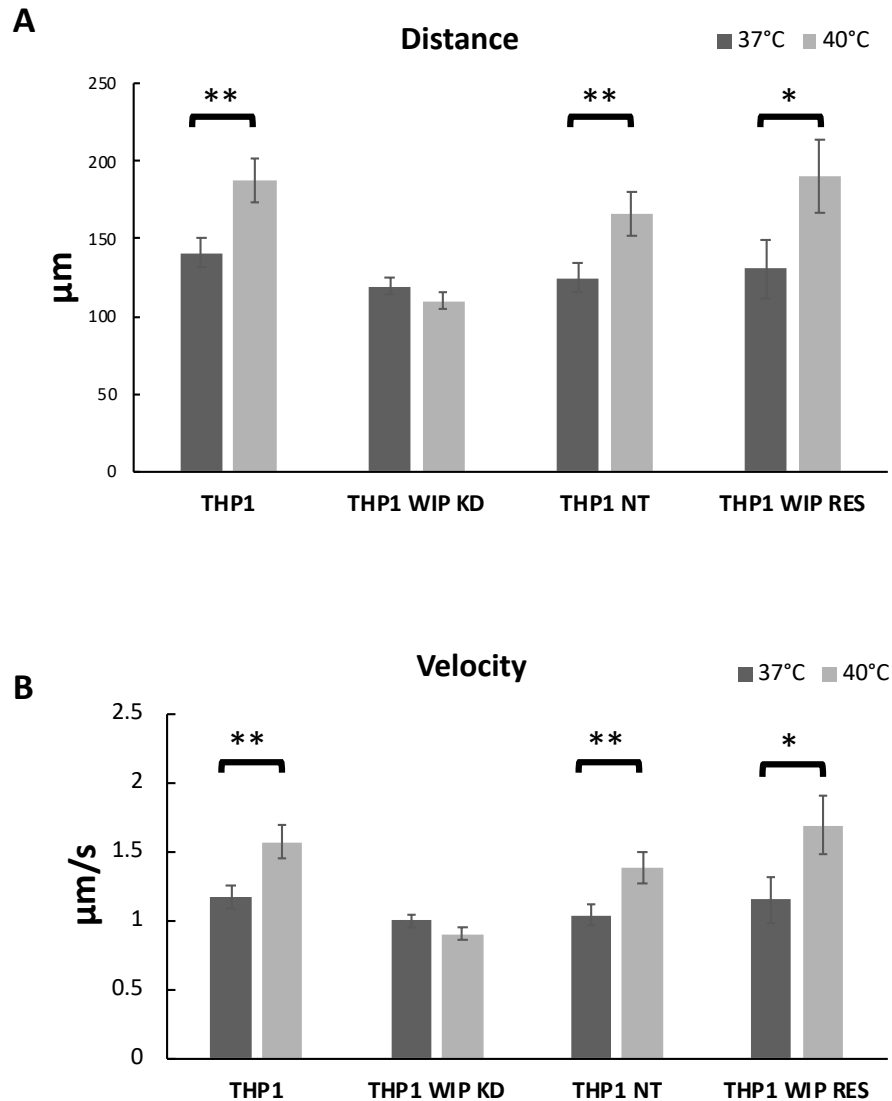 A
Distance
37°C 40°C
250
** ** *
200
150
µm
100
50
0
THP1 THP1 WIP KD THP1 NT THP1 WIP RES
B
Velocity
37°C 40°C
2.5
** ** *
2
1.5
µm/s
1
0.5
0
THP1 THP1 WIP KD THP1 NT THP1 WIP RES